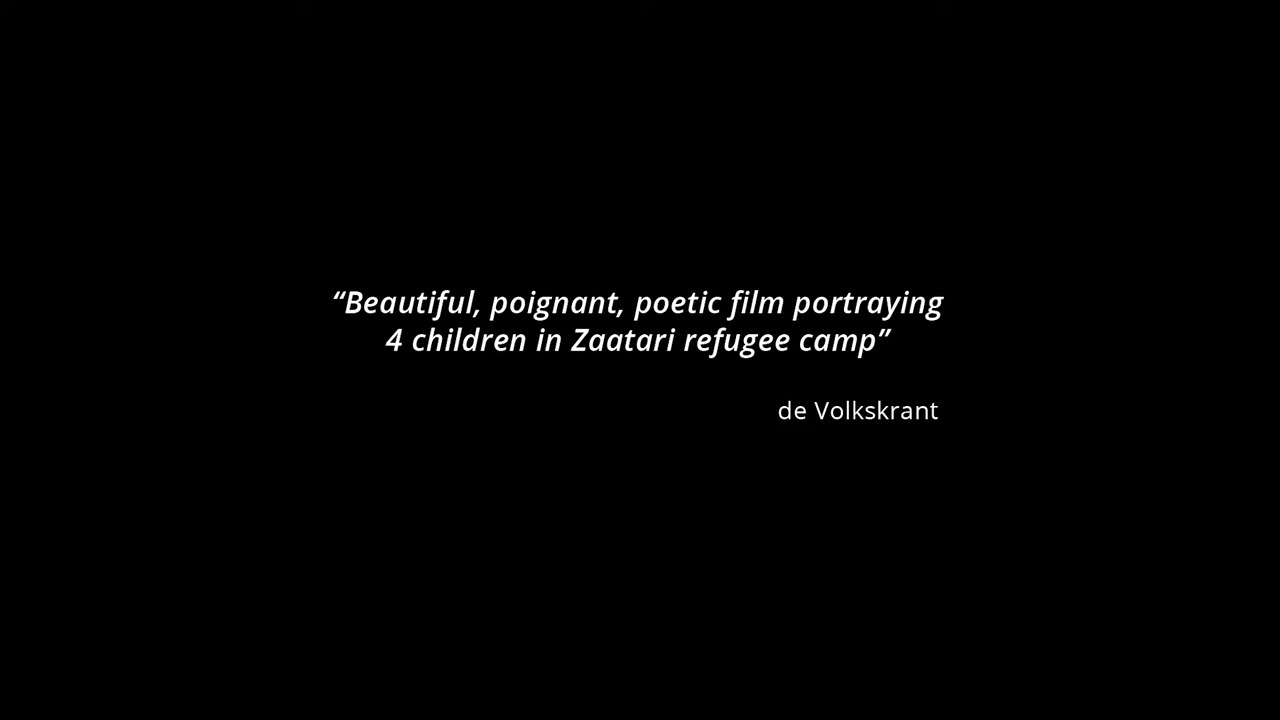 “Beautiful, poignant, poetic film portraying
4 children in Zaatari refugee camp”
de Volkskrant